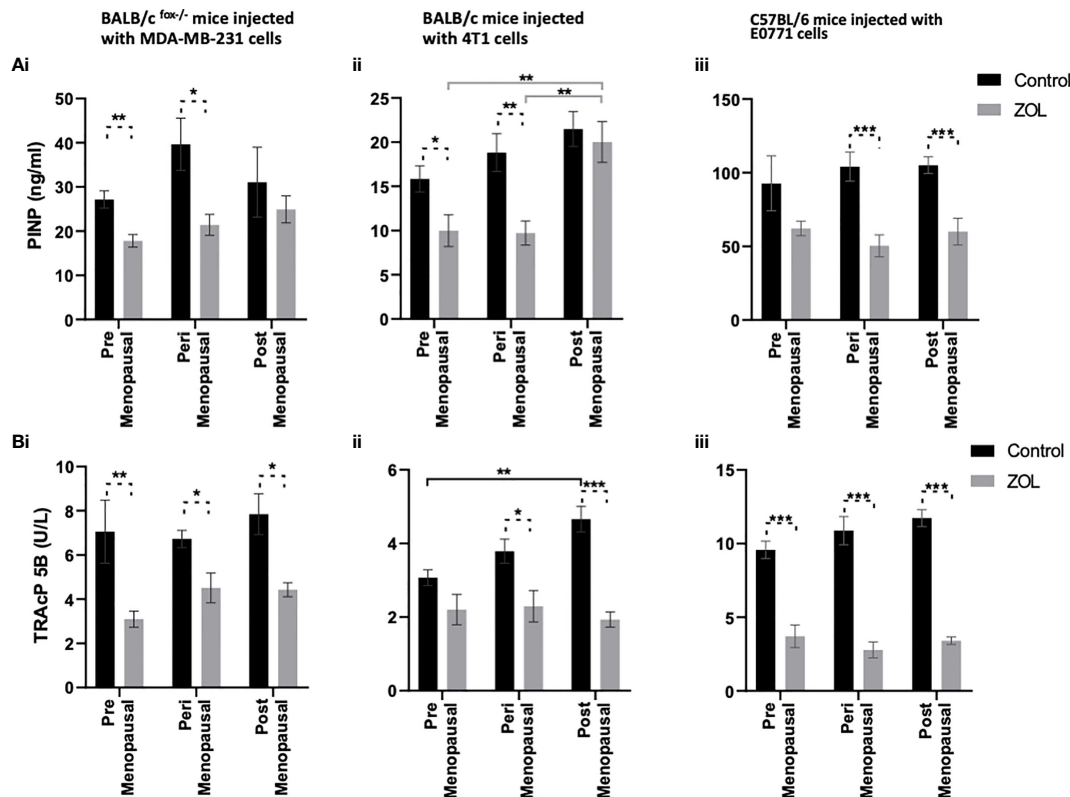 BALB/c fox-/- mice injected
with MDA-MB-231 cells
BALB/c mice injected
with 4T1 cells
C57BL/6 mice injected with
E0771 cells
Ai
PINP (ng/ml)
50
40
30
20
10
0
**
*
Pre
Menopausal
Peri
Menopausal
Post
Menopausal
ii
25
20
15
10
5
0
**
**
*
**
Pre
Menopausal
Peri
Menopausal
Post
Menopausal
iii
150
100
50
0
***
***
Pre
Menopausal
Peri
Menopausal
Post
Menopausal
Control
ZOL
Bi
TRAcP 5B (U/L)
10
8
6
4
2
0
**
*
*
Pre
Menopausal
Peri
Menopausal
Post
Menopausal
ii
6
4
2
0
**
*
***
Pre
Menopausal
Peri
Menopausal
Post
Menopausal
iii
15
10
5
0
***
***
***
Pre
Menopausal
Peri
Menopausal
Post
Menopausal
Control
ZOL